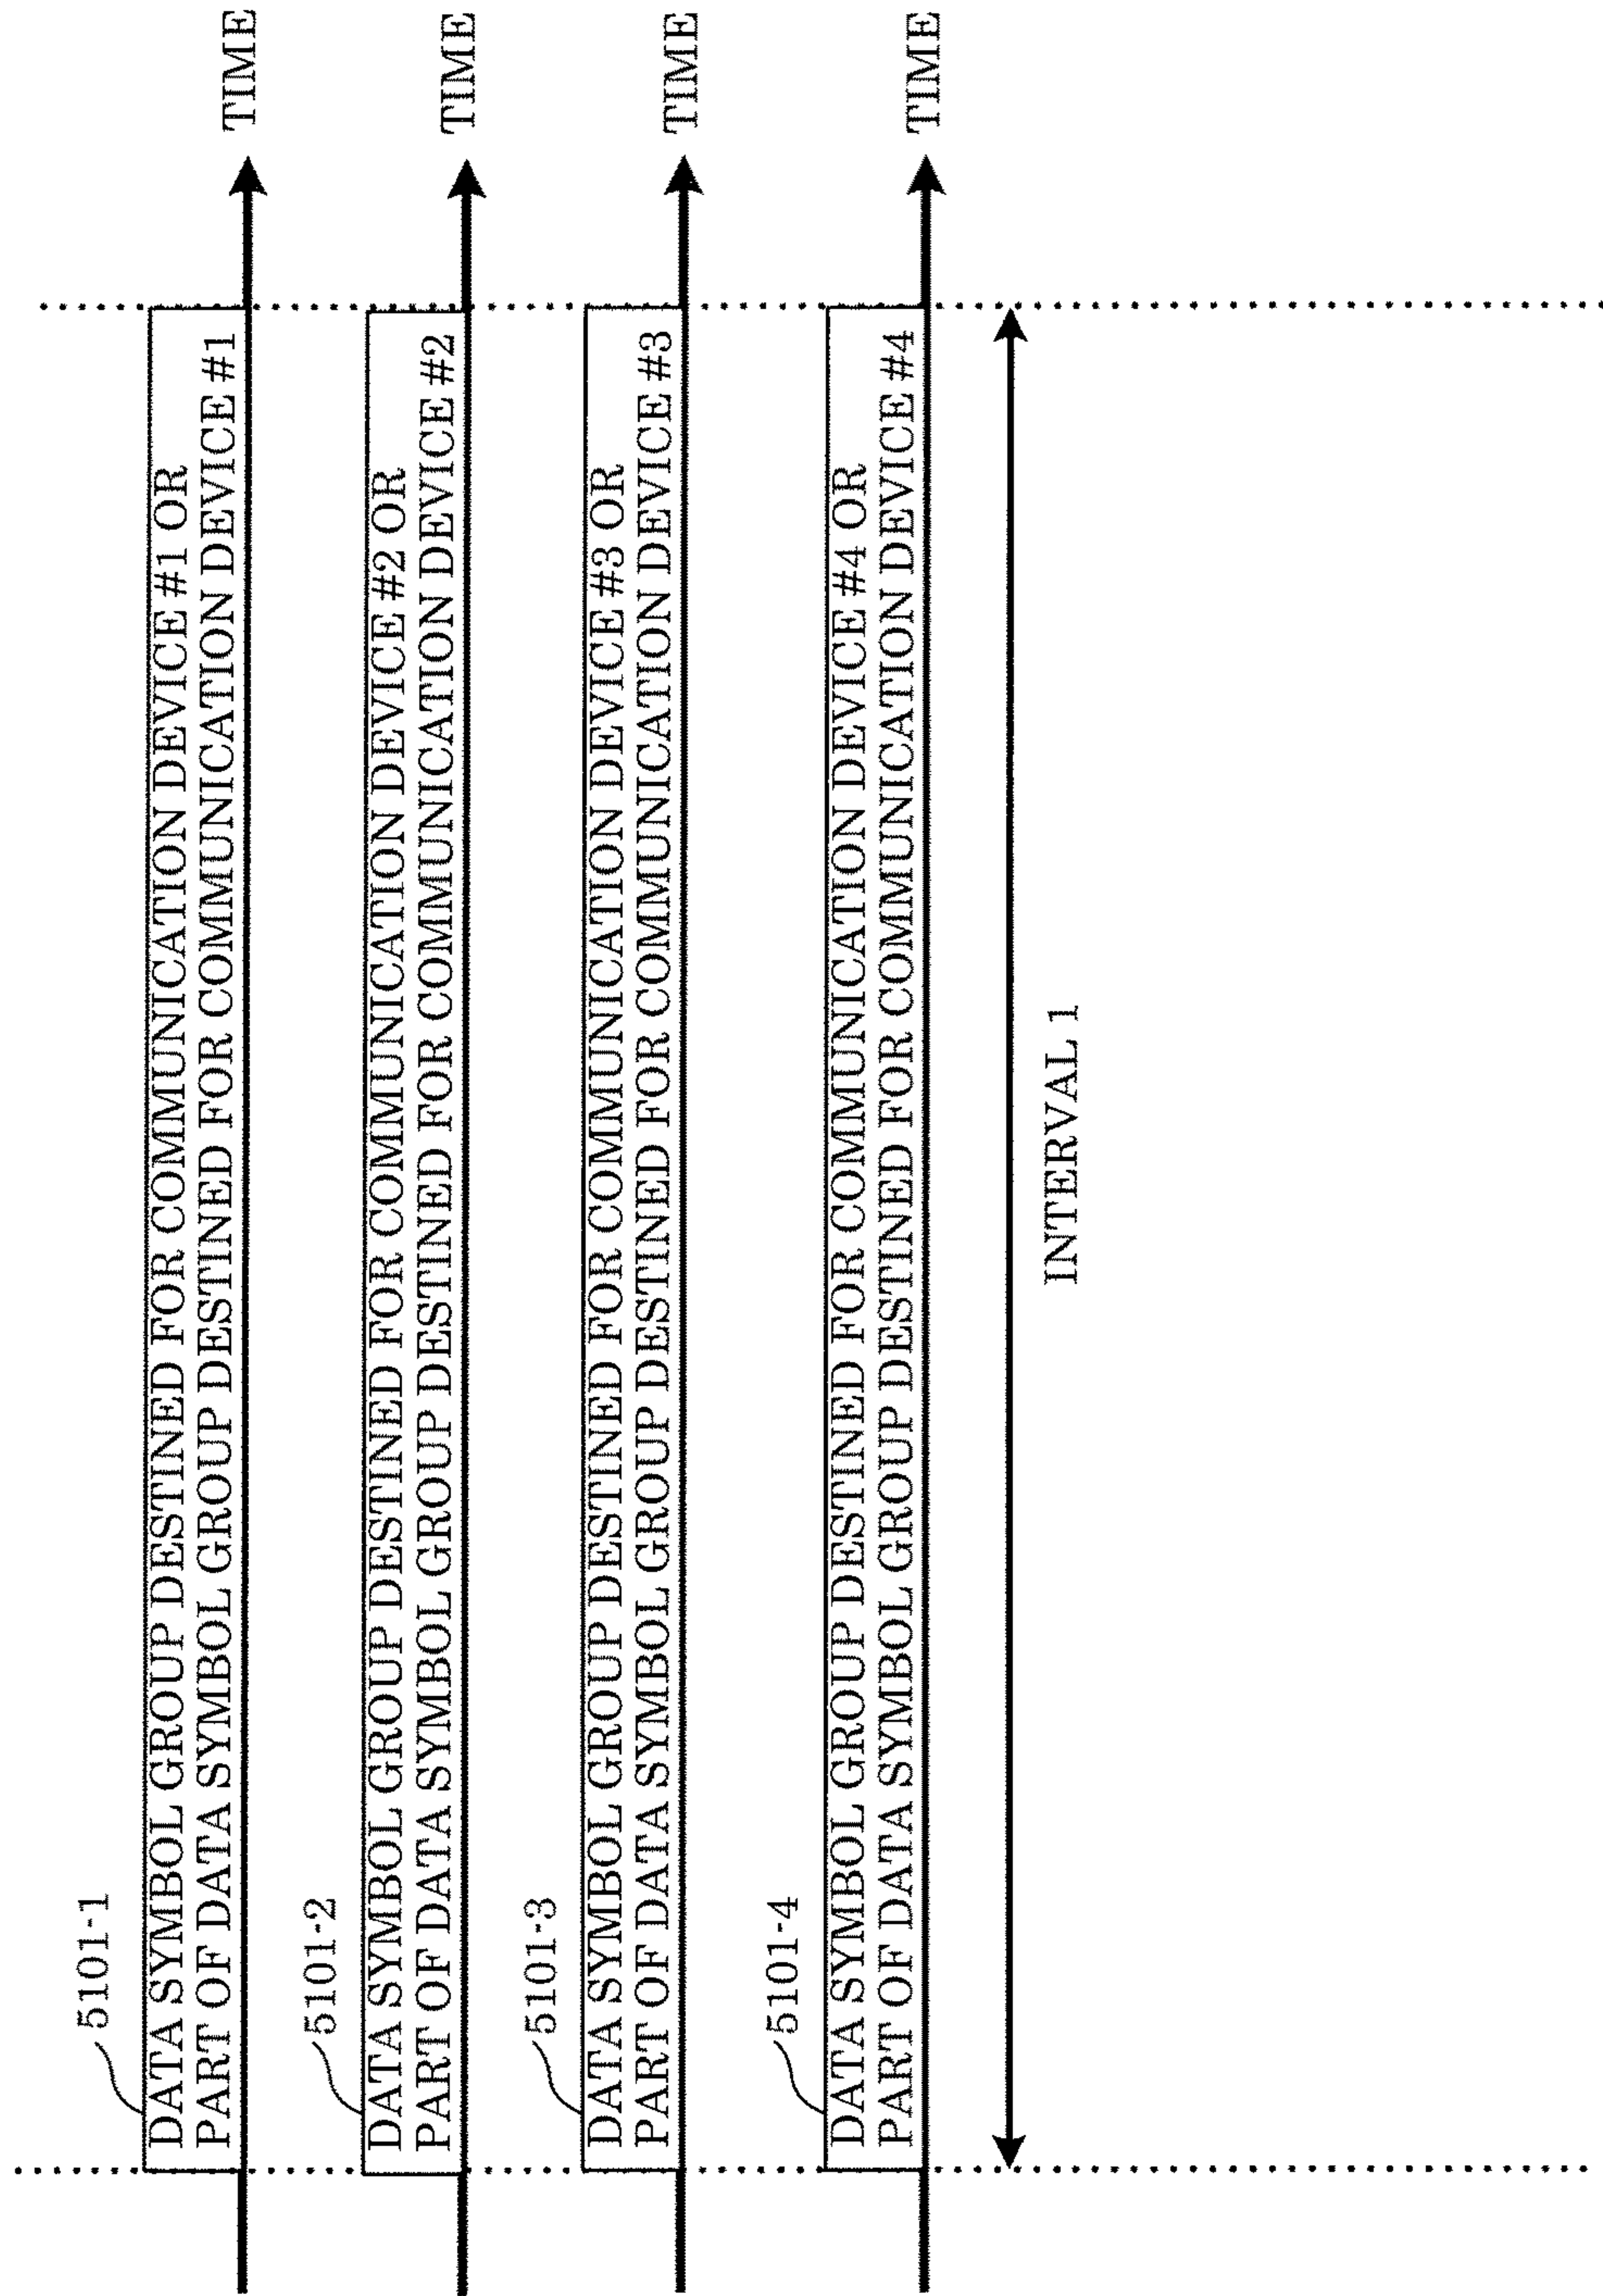 5101-1
DATA SYMBOL GROUP DESTINED FOR COMMUNICATION DEVICE #1 OR
PART OF DATA SYMBOL GROUP DESTINED FOR COMMUNICATION DEVICE #1
TIME
5101-2
DATA SYMBOL GROUP DESTINED FOR COMMUNICATION DEVICE #2 OR
PART OF DATA SYMBOL GROUP DESTINED FOR COMMUNICATION DEVICE #2
TIME
5101-3
DATA SYMBOL GROUP DESTINED FOR COMMUNICATION DEVICE #3 OR
PART OF DATA SYMBOL GROUP DESTINED FOR COMMUNICATION DEVICE #3
TIME
5101-4
DATA SYMBOL GROUP DESTINED FOR COMMUNICATION DEVICE #4 OR
PART OF DATA SYMBOL GROUP DESTINED FOR COMMUNICATION DEVICE #4
TIME
INTERVAL 1